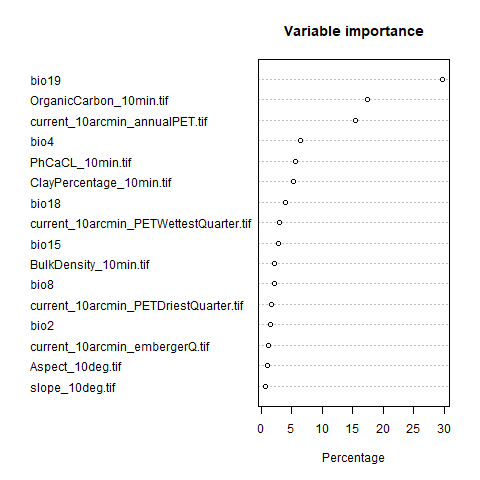 Variable importance
bio19
OrganicCarbon_10min.tif
current_10arcmin_annualPET.tif
bio4
PhCaCL_10min.tif
ClayPercentage_10min.tif
bio18
current_10arcmin_PETWettestQuarter.tif
bio15
BulkDensity_10min.tif
bio8
current_10arcmin_PETDriestQuarter.tif
bio2
current_10arcmin_embergerQ.tif
Aspect_10deg.tif
slope_10deg.tif
0 5 10 15 20 25 30
Percentage